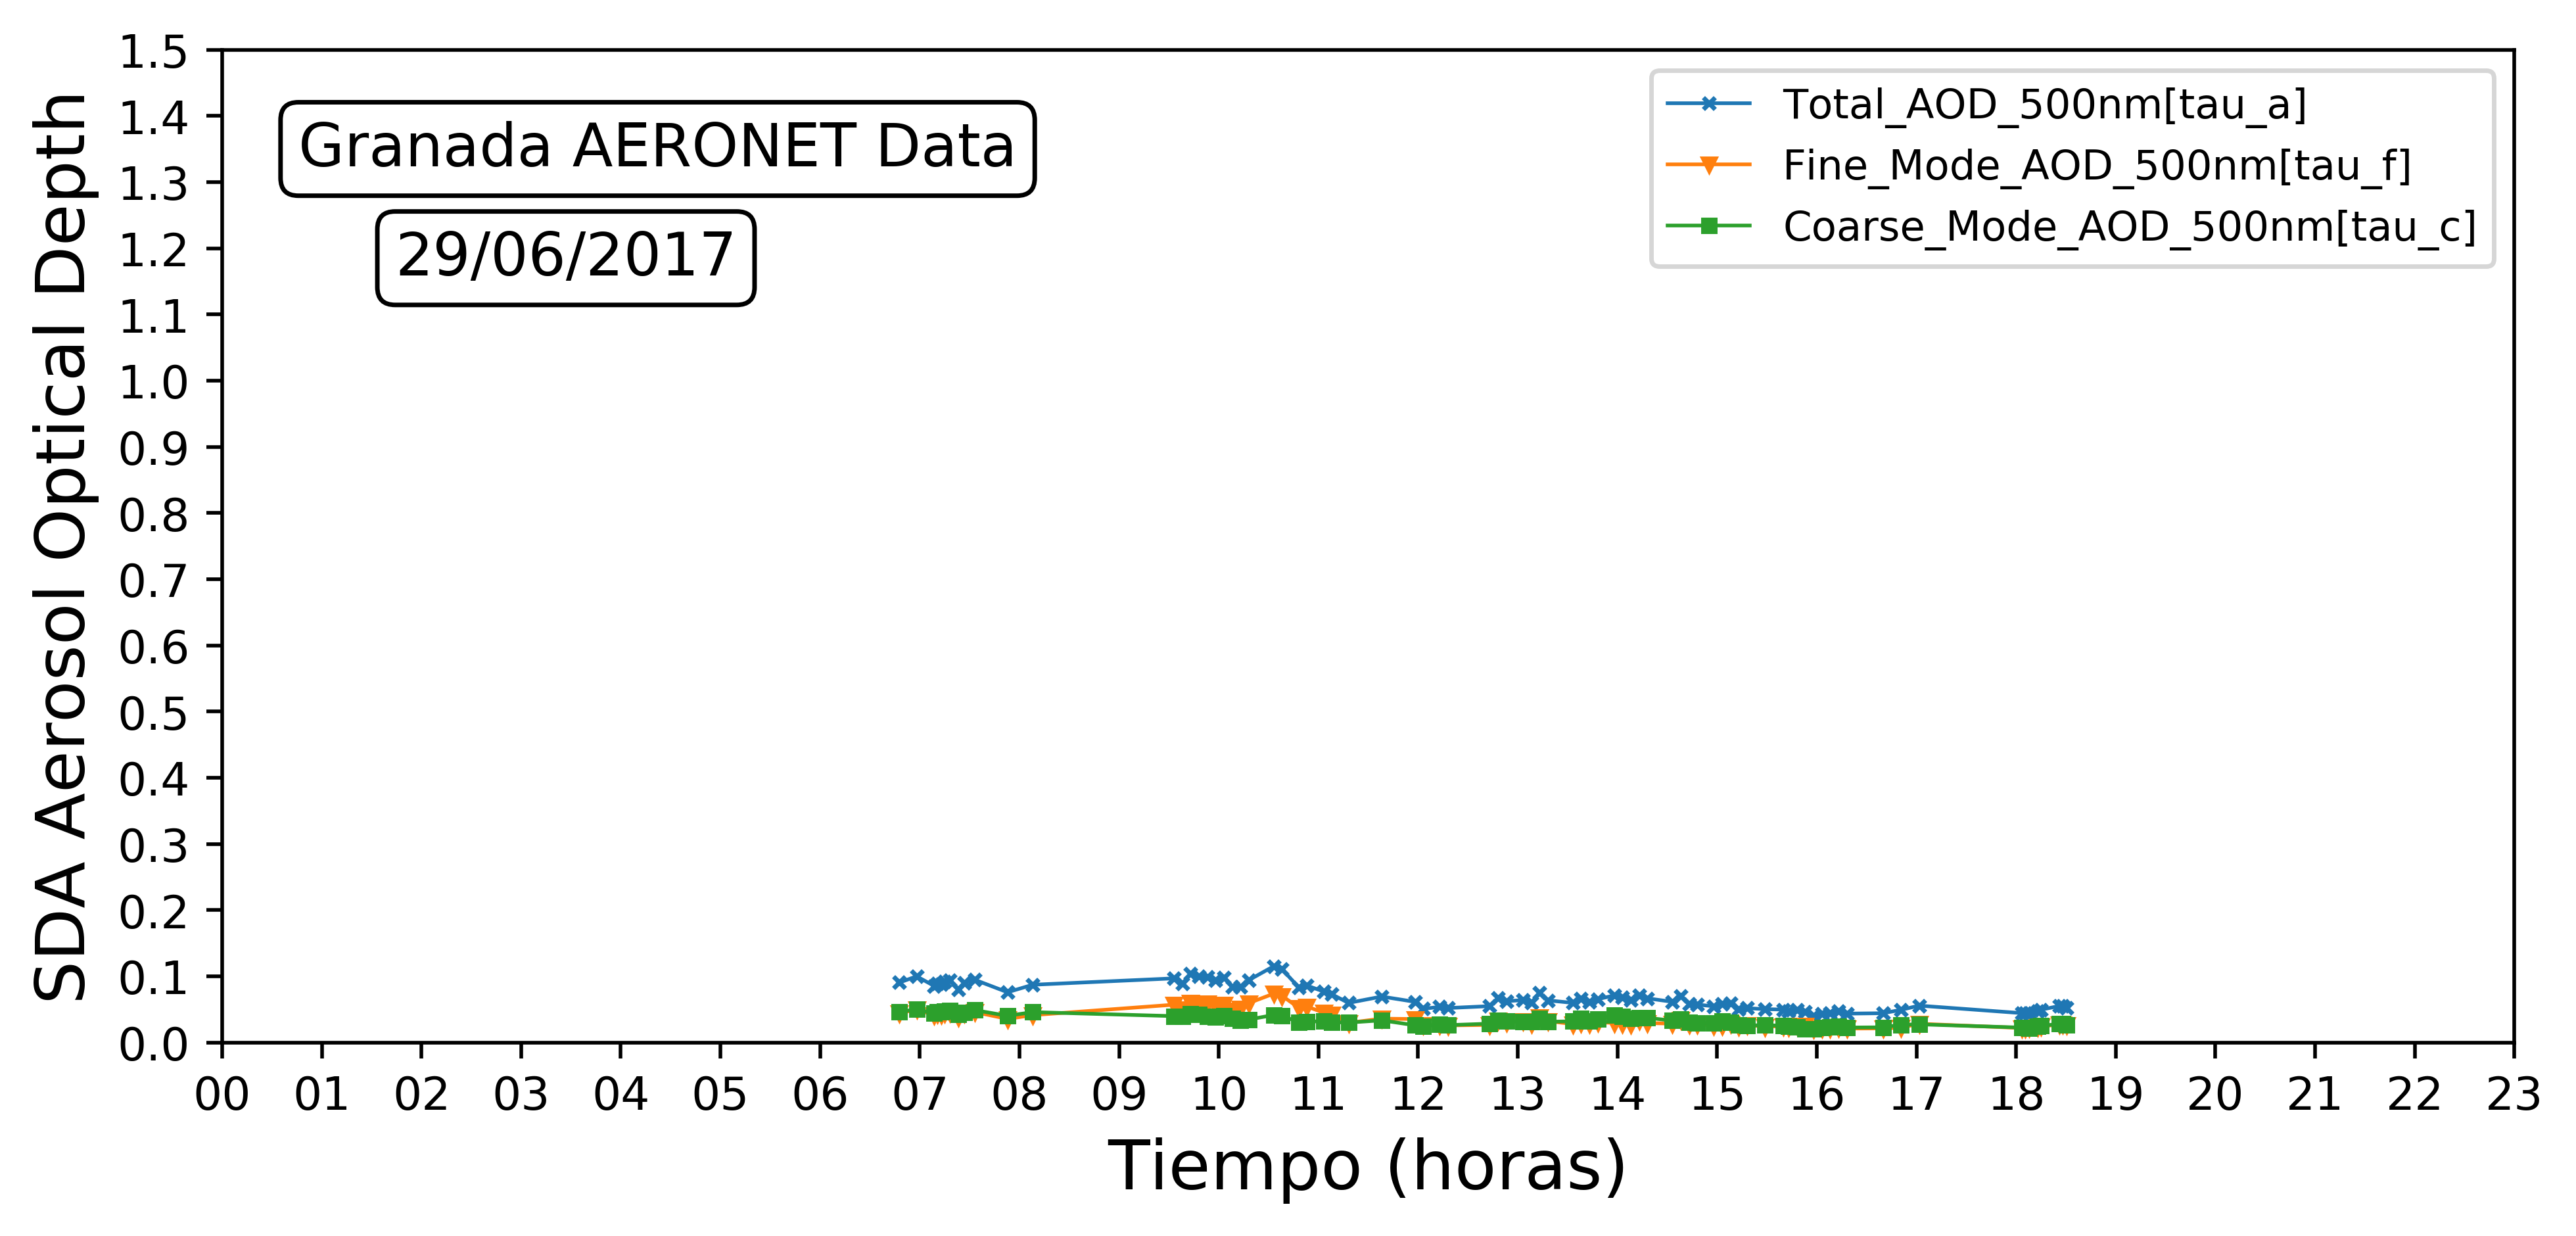 Granada AERONET Data
29/06/2017
Total_AOD_500nm[tau_a]
Fine_Mode_AOD_500nm[tau_f]
Coarse_Mode_AOD_500nm[tau_c]
SDA Aerosol Optical Depth
1.5
1.4
1.3
1.2
1.1
1.0
0.9
0.8
0.7
0.6
0.5
0.4
0.3
0.2
0.1
0.0
00 01 02 03 04 05 06 07 08 09 10 11 12 13 14 15 16 17 18 19 20 21 22 23
Tiempo (horas)